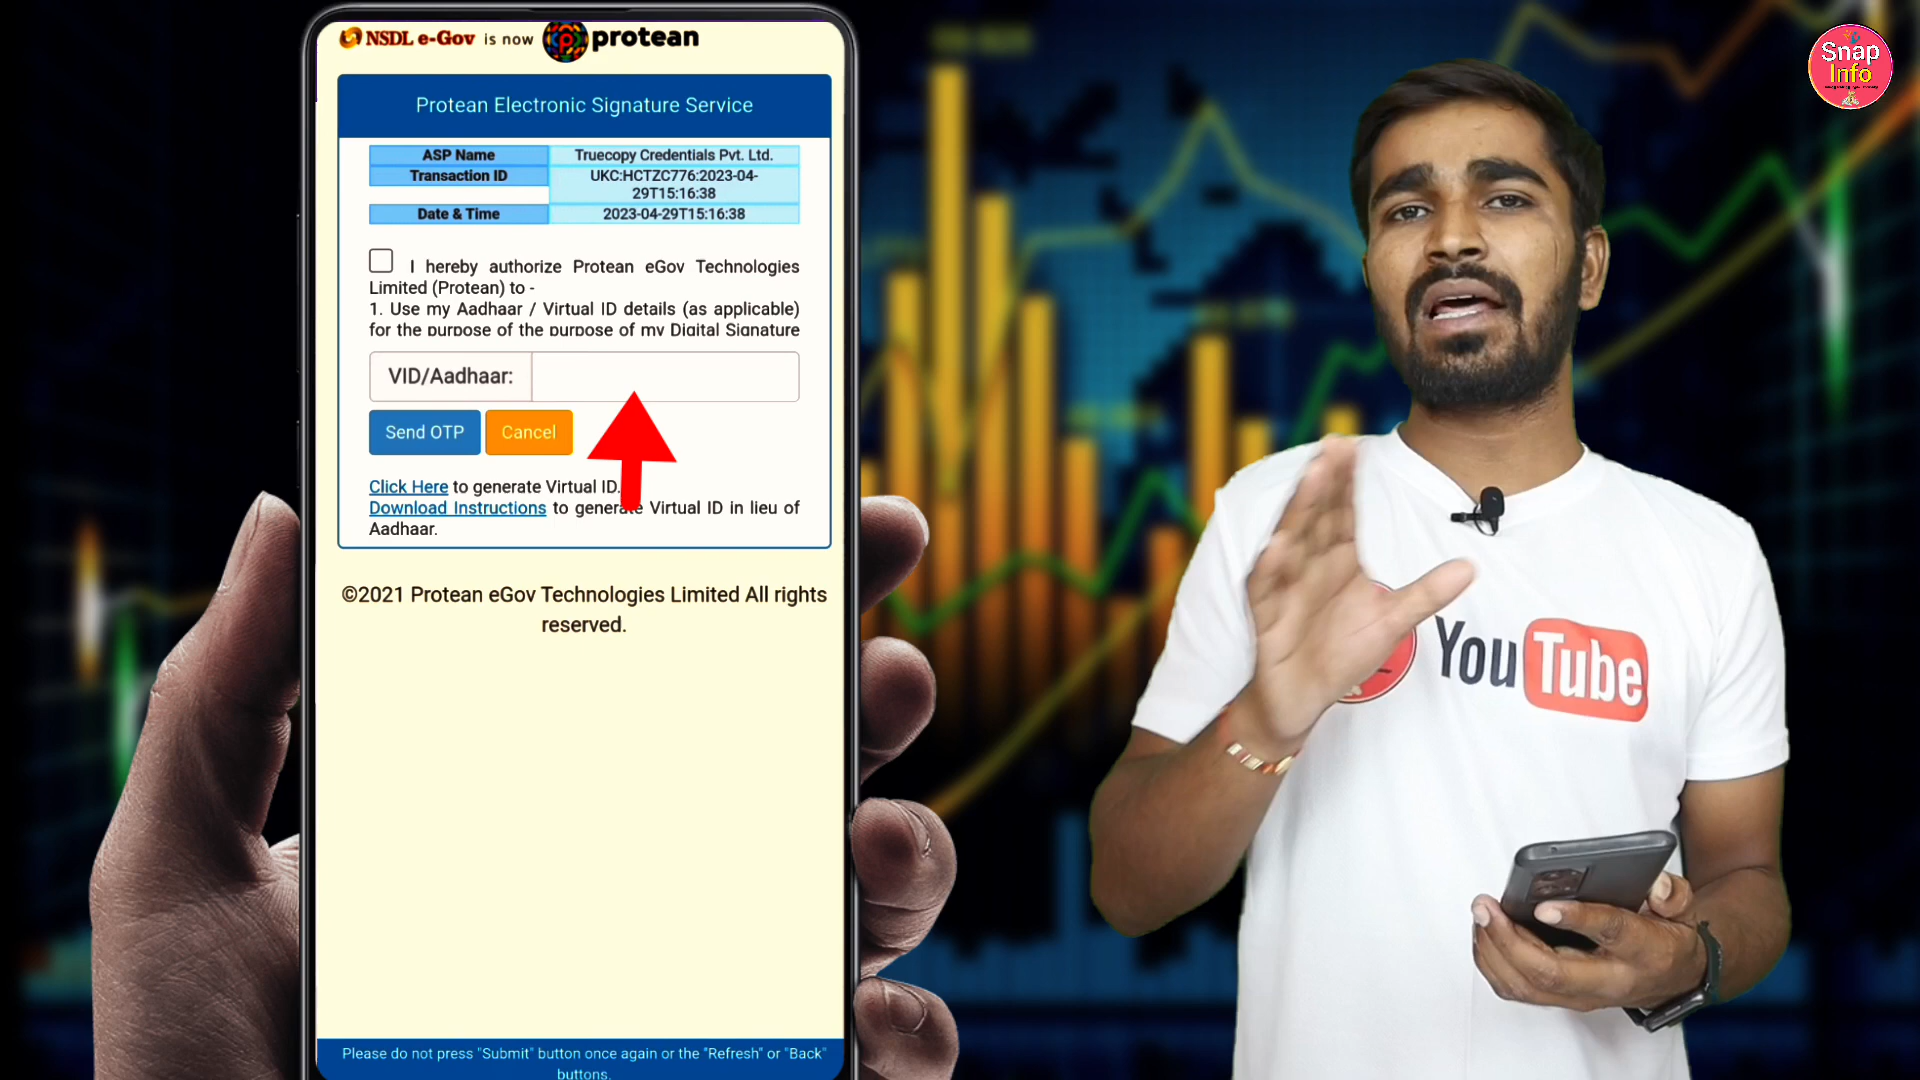 NSDL e-Gov is now protean
Protean Electronic Signature Service
ASP Name Truecopy Credentials Pvt. Ltd.
Transaction ID UKC:HCTZC776:2023-04-
29T15:16:38
Date & Time 2023-04-29T15:16:38
I hereby authorize Protean eGov Technologies
Limited (Protean) to -
1. Use my Aadhaar / Virtual ID details (as applicable)
for the purpose of the purpose of my Digital Signature
VID/Aadhaar:
Send OTP Cancel
Click Here to generate Virtual ID.
Download Instructions to generate Virtual ID in lieu of
Aadhaar.
©2021 Protean eGov Technologies Limited All rights
reserved.
Please do not press "Submit" button once again or the "Refresh" or "Back"
buttons.
Snap
Info
YouTube